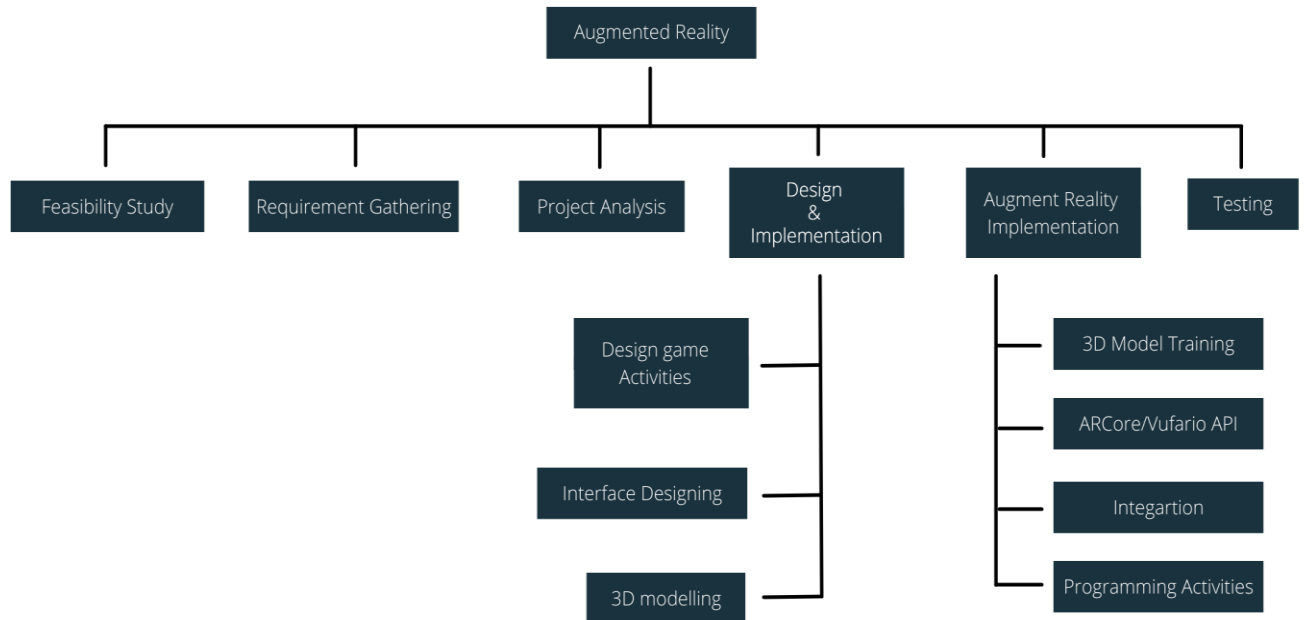 Augmented Reality
Feasibility Study
Requirement Gathering
Project Analysis
Design
&
Implementation
Augment Reality
Implementation
Testing
Design game
Activities
Interface Designing
3D modelling
3D Model Training
ARCore/Vufario API
Integartion
Programming Activities